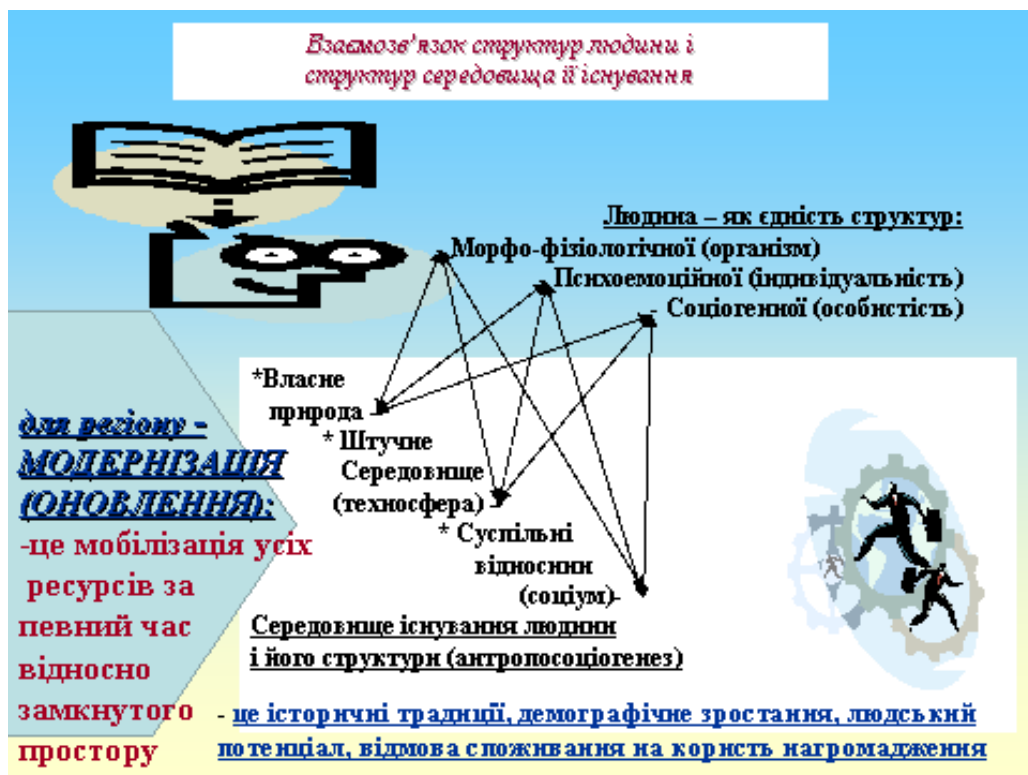 Взаємозв'язок структур людини і
структур середовища її існування
Людина – як єдність структур:
Морфо-фізіологічної (організм)
Психоемоційної (індивідуальність)
- Соціогенної (особистість)
*Власне
природа -
* Штучне
Середовище
(техносфера) -
* Суспільні
відносини
(соціум)-
Середовище існування людини
і його структури (антропосоціогенез)
для регіону -
МОДЕРНІЗАЦІЯ
(ОНОВЛЕННЯ):
-це мобілізація усіх
ресурсів за
певний час
відносно
замкнутого
простору
- це історичні традиції, демографічне зростання, людський
потенціал, відмова споживання на користь нагромадження